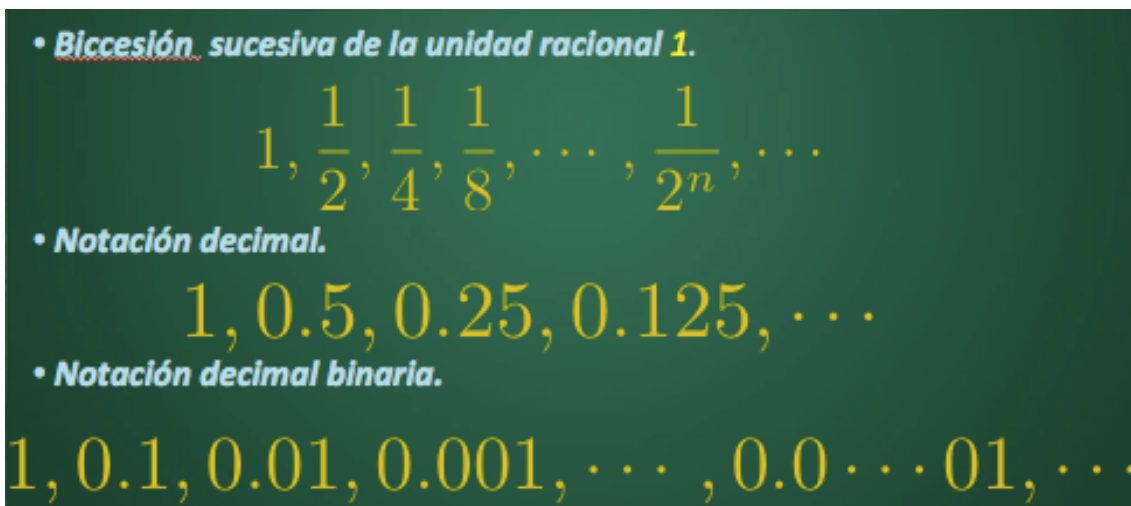 • Biccesión sucesiva de la unidad racional 1.
1, 1/2, 1/4, 1/8, ··· , 1/2^n, ···
• Notación decimal.
1, 0.5, 0.25, 0.125, ···
• Notación decimal binaria.
1, 0.1, 0.01, 0.001, ··· , 0.0 ··· 01, ···